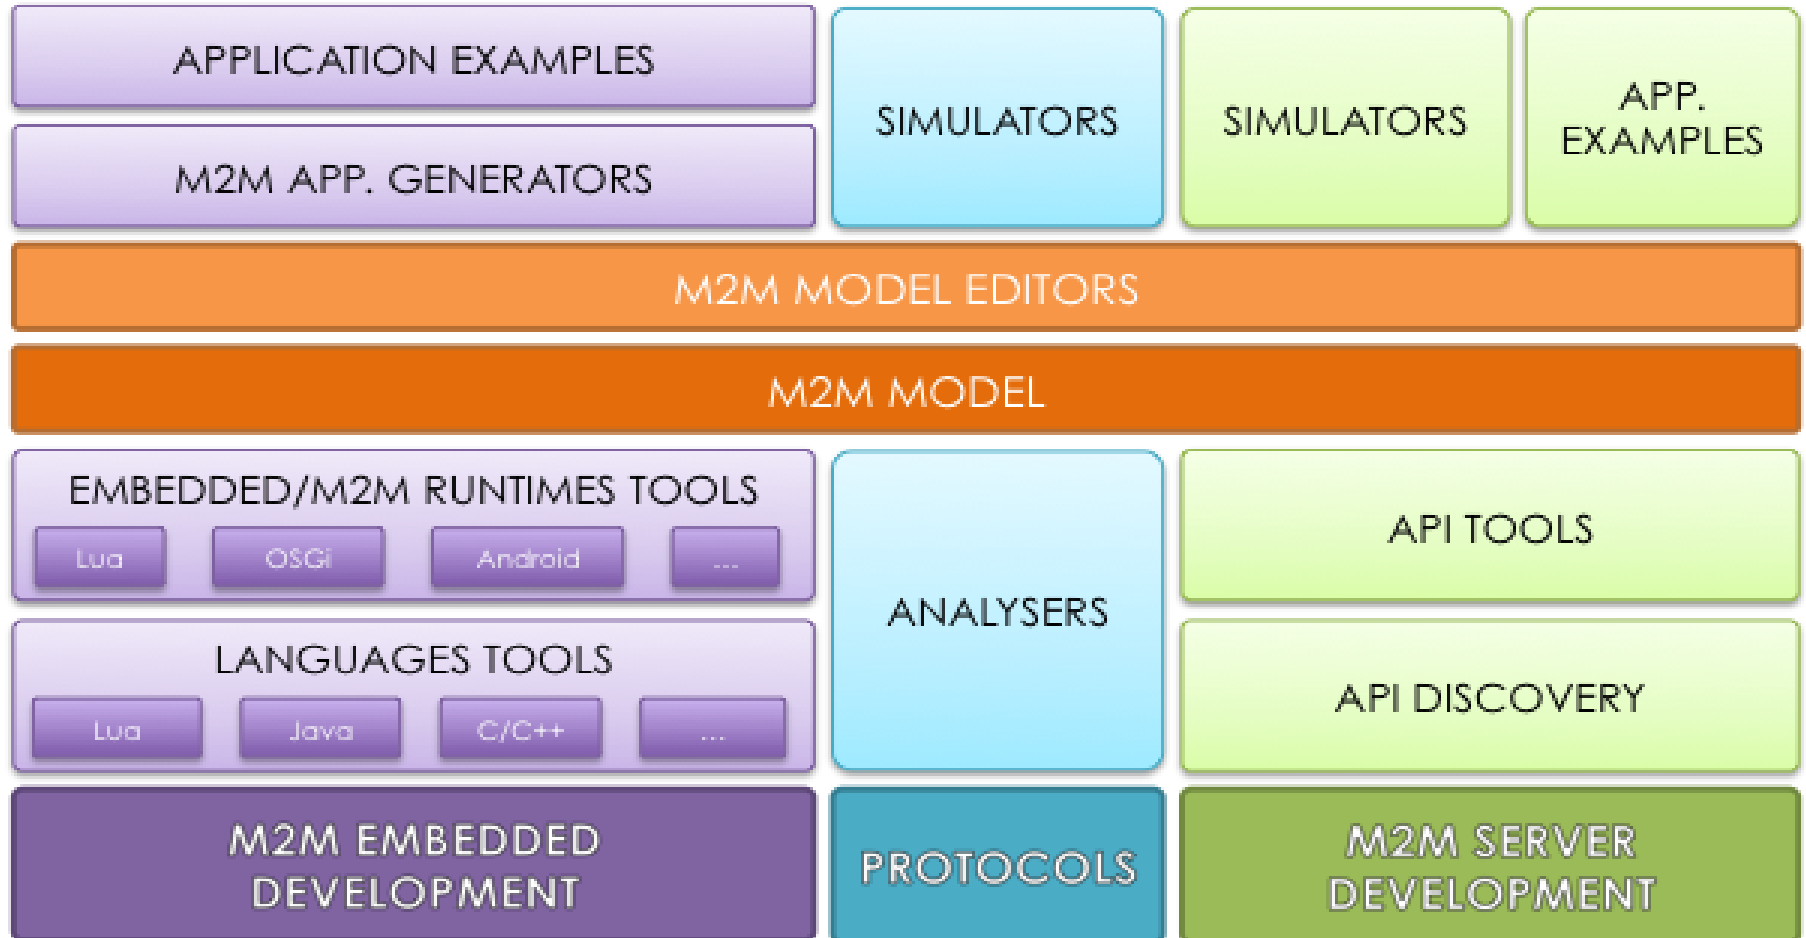 APPLICATION EXAMPLES
M2M APP. GENERATORS
SIMULATORS
SIMULATORS
APP.
EXAMPLES
M2M MODEL EDITORS
M2M MODEL
EMBEDDED/M2M RUNTIMES TOOLS
Lua
OSGi
Android
...
LANGUAGES TOOLS
Lua
Java
C/C++
...
ANALYSERS
API TOOLS
API DISCOVERY
M2M EMBEDDED
DEVELOPMENT
PROTOCOLS
M2M SERVER
DEVELOPMENT